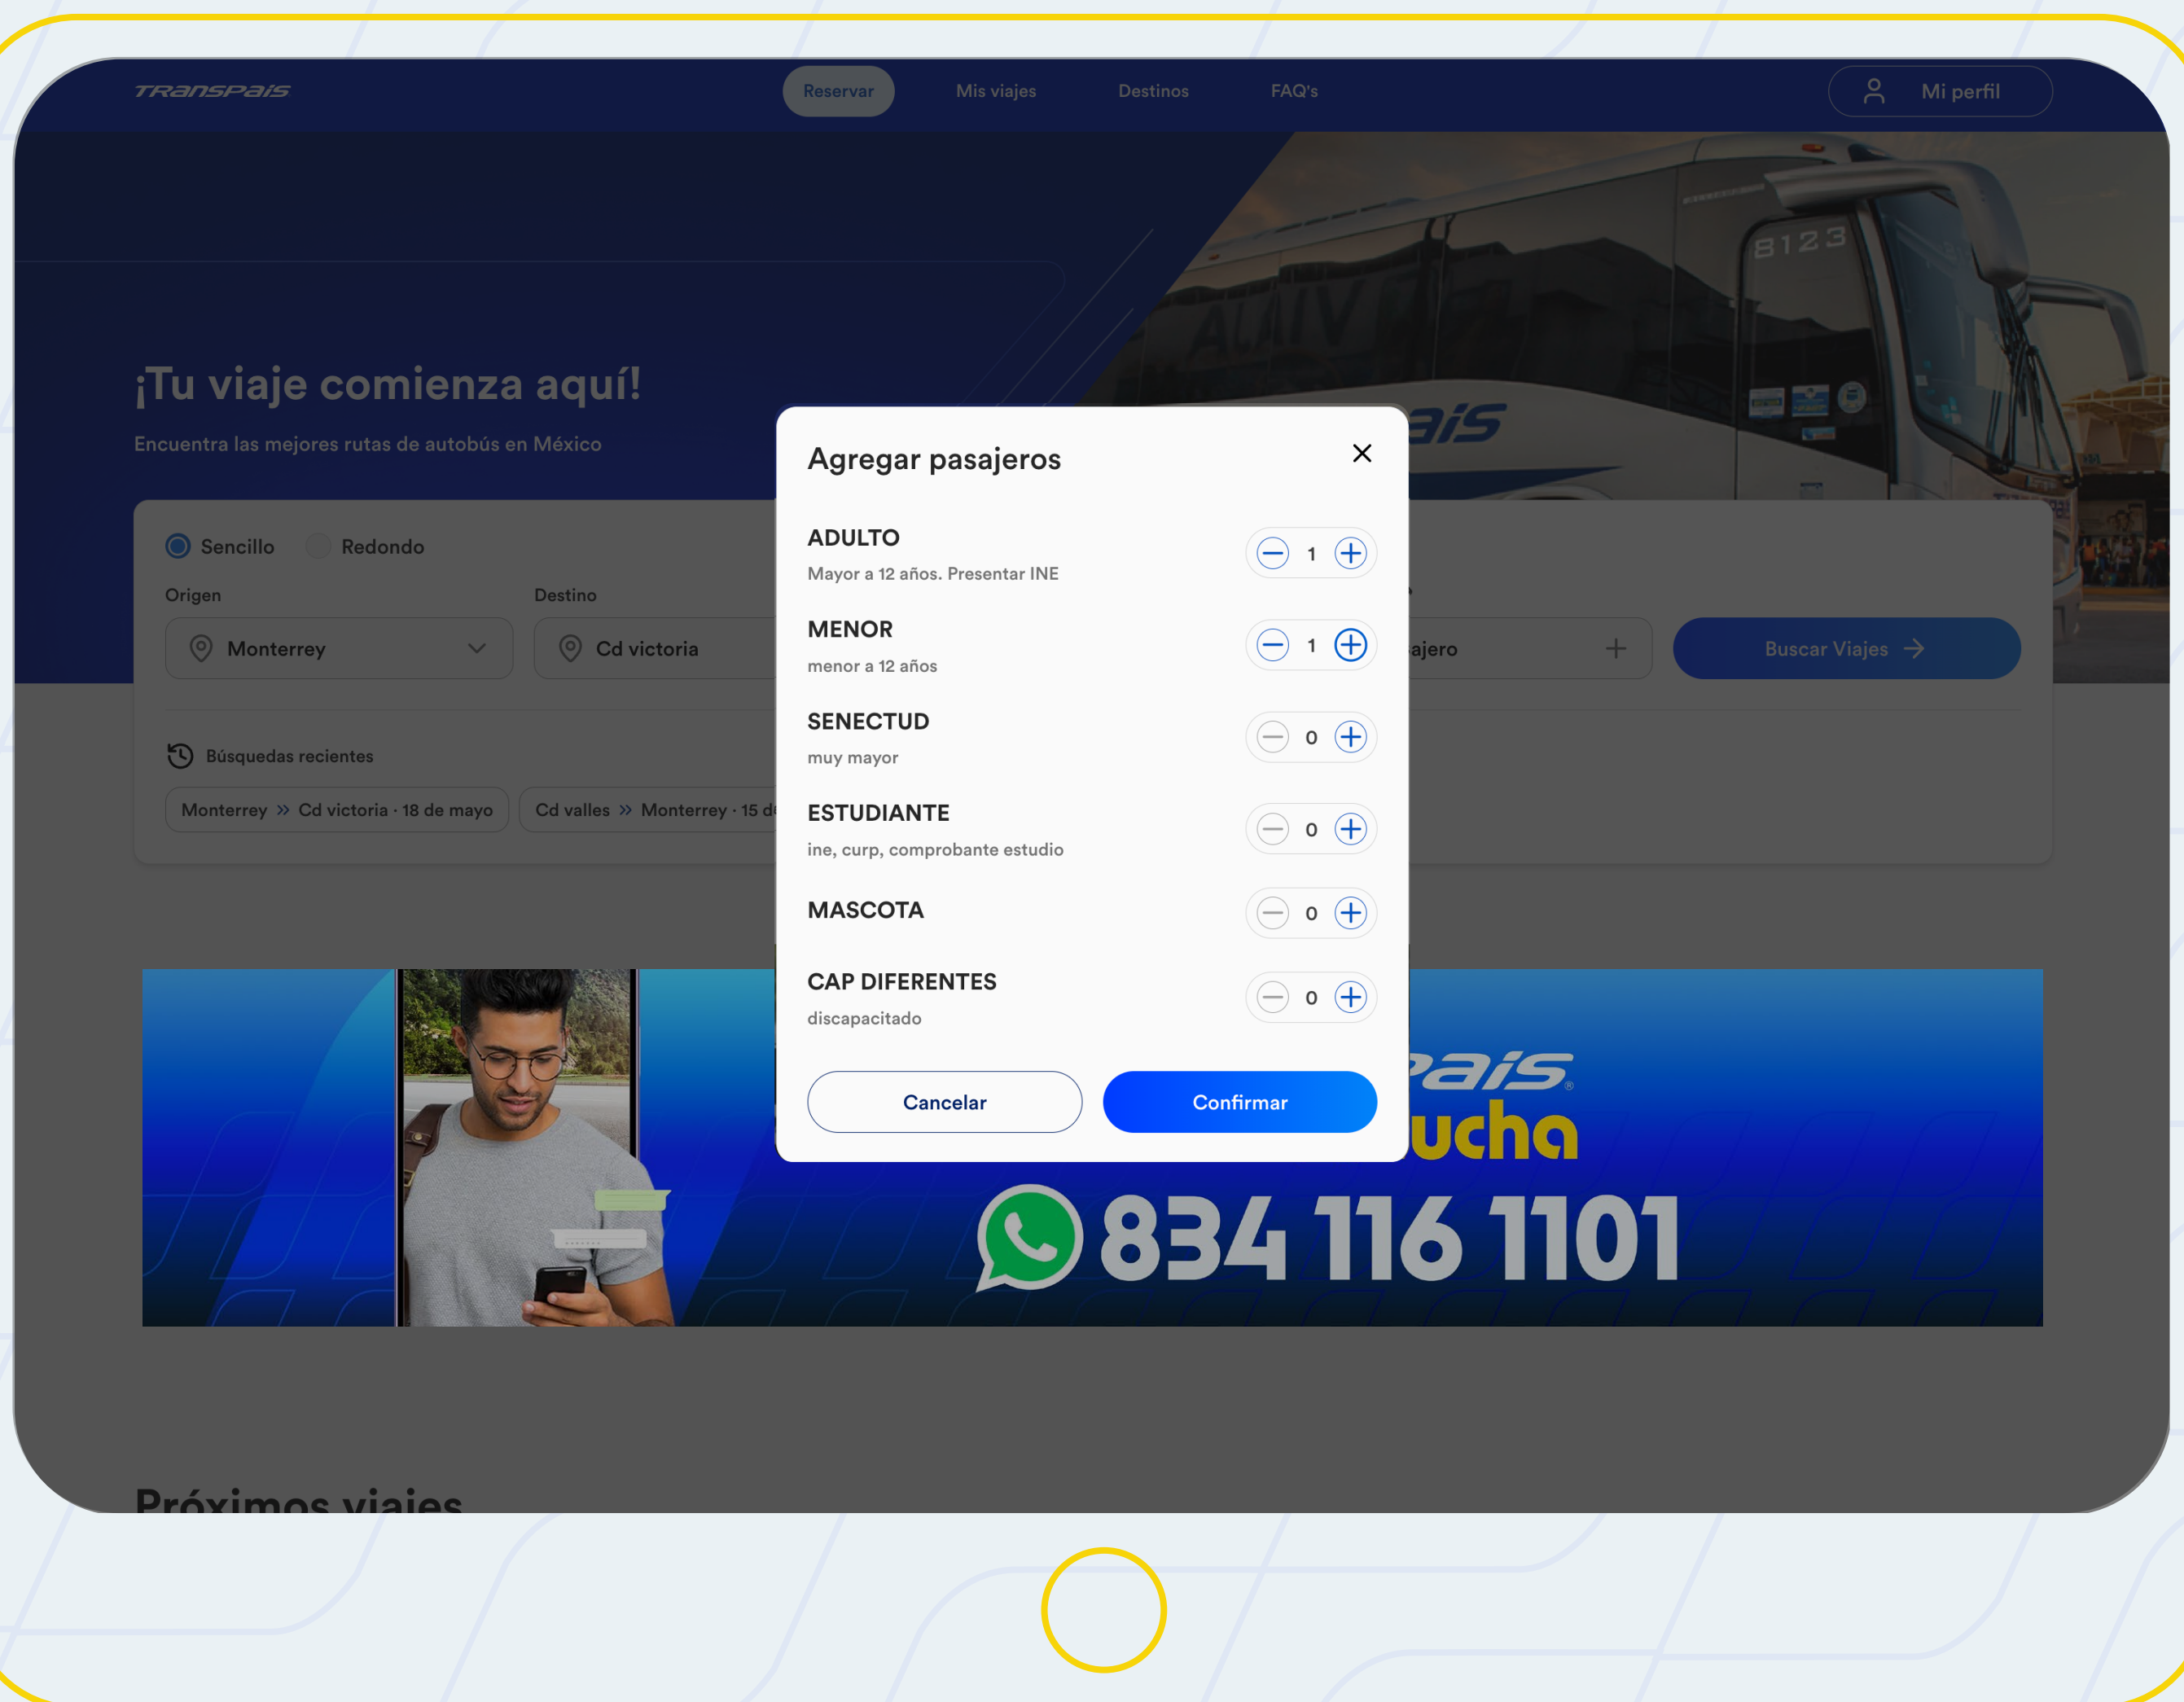 TRANSPaís
Reservar
Mis viajes
Destinos
FAQ's
Mi perfil
8123
¡Tu viaje comienza aquí!
Encuentra las mejores rutas de autobús en México
Agregar pasajeros
ADULTO
Mayor a 12 años. Presentar INE
1
MENOR
menor a 12 años
1
SENECTUD
muy mayor
0
ESTUDIANTE
ine, curp, comprobante estudio
0
MASCOTA
0
CAP DIFERENTES
discapacitado
0
Cancelar
Confirmar
Sencillo
Redondo
Origen
Destino
Monterrey
Cd victoria
Buscar Viajes
Búsquedas recientes
Monterrey » Cd victoria · 18 de mayo
Cd valles » Monterrey · 15
834 116 1101
Próximos viajes